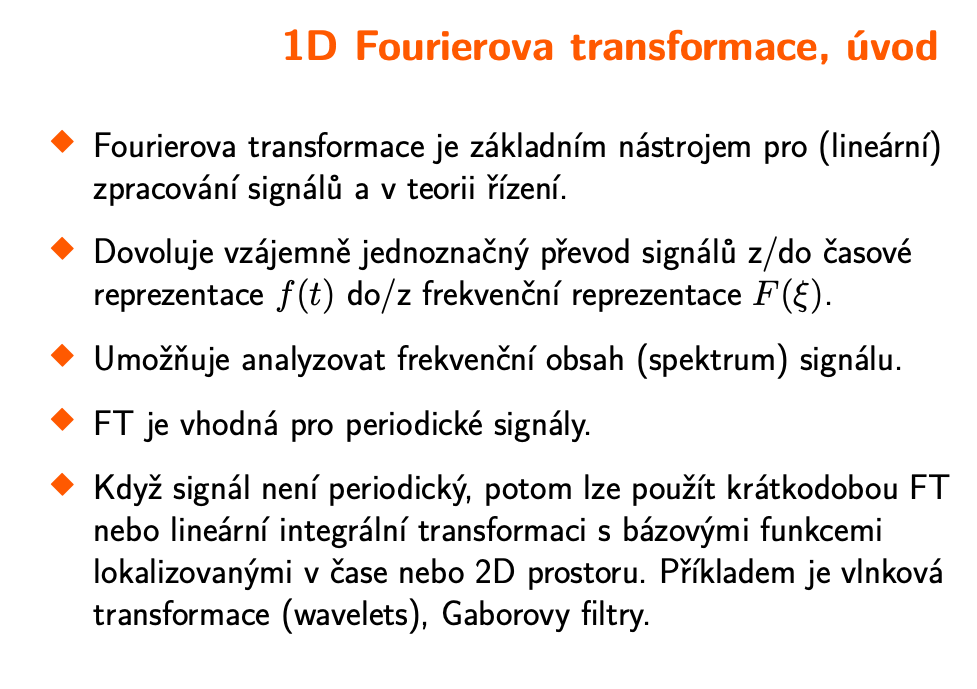 1D Fourierova transformace, úvod
◆ Fourierova transformace je základním nástrojem pro (lineární)
zpracování signálů a v teorii řízení.
◆ Dovoluje vzájemně jednoznačný převod signálů z/do časové
reprezentace f(t) do/z frekvenční reprezentace F(ξ).
◆ Umožňuje analyzovat frekvenční obsah (spektrum) signálu.
◆ FT je vhodná pro periodické signály.
◆ Když signál není periodický, potom lze použít krátkodobou FT
nebo lineární integrální transformaci s bázovými funkcemi
lokalizovanými v čase nebo 2D prostoru. Příkladem je vlnková
transformace (wavelets), Gaborovy filtry.